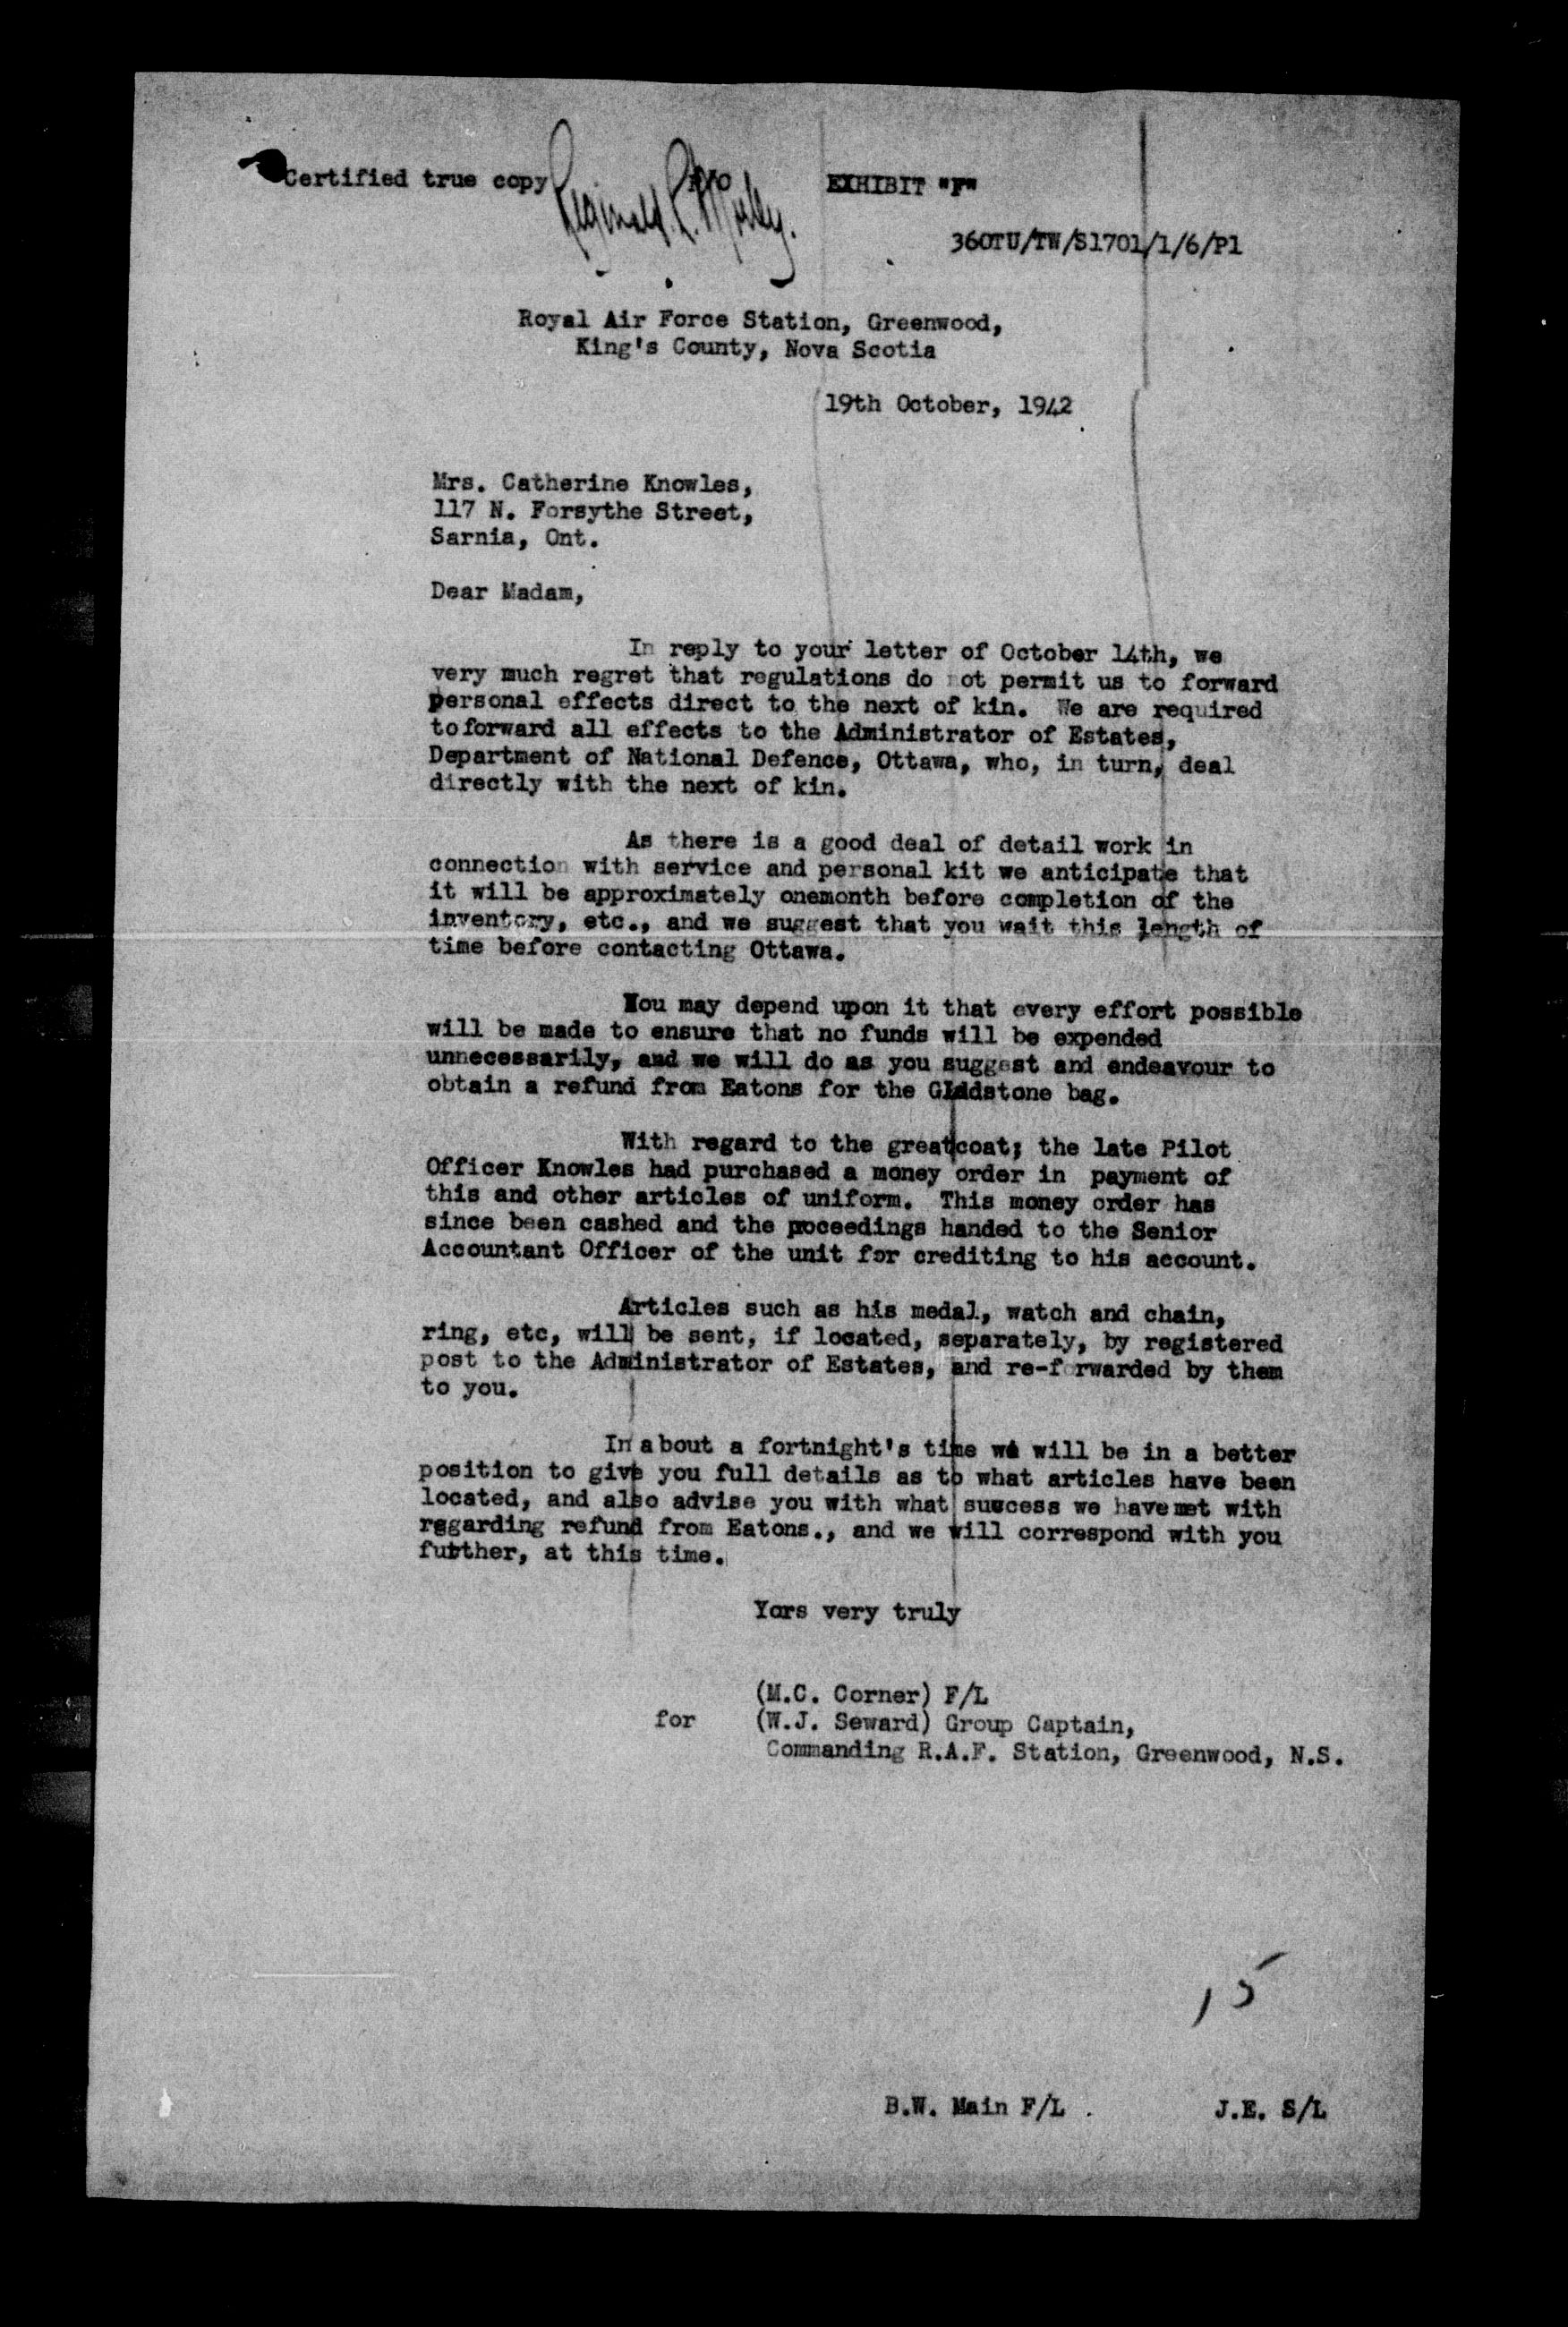 Certified true copy
EXHIBIT "F"
36OTU/TW/S1701/1/6/P1
Royal Air Force Station, Greenwood,
King's County, Nova Scotia
19th October, 1942
Mrs. Catherine Knowles,
117 N. Forsythe Street,
Sarnia, Ont.
Dear Madam,
In reply to your letter of October 14th, we
very much regret that regulations do not permit us to forward
personal effects direct to the next of kin. We are required
toforward all effects to the Administrator of Estates,
Department of National Defence, Ottawa, who, in turn, deal
directly with the next of kin.
As there is a good deal of detail work in
connection with service and personal kit we anticipate that
it will be approximately onemonth before completion of the
inventory, etc., and we suggest that you wait this length of
time before contacting Ottawa.
You may depend upon it that every effort possible
will be made to ensure that no funds will be expended
unnecessarily, and we will do as you suggest and endeavour to
obtain a refund from Eatons for the Gladstone bag.
With regard to the greatcoat; the late Pilot
Officer Knowles had purchased a money order in payment of
this and other articles of uniform. This money order has
since been cashed and the poceedings handed to the Senior
Accountant Officer of the unit for crediting to his account.
Articles such as his medal, watch and chain,
ring, etc, will be sent, if located, separately, by registered
post to the Administrator of Estates, and re-forwarded by them
to you.
In about a fortnight's time we will be in a better
position to give you full details as to what articles have been
located, and also advise you with what success we have met with
regarding refund from Eatons., and we will correspond with you
further, at this time.
Yors very truly
(M.C. Corner) F/L
for (W.J. Seward) Group Captain,
Commanding R.A.F. Station, Greenwood, N.S.
15
B.W. Main F/L . J.E. S/L